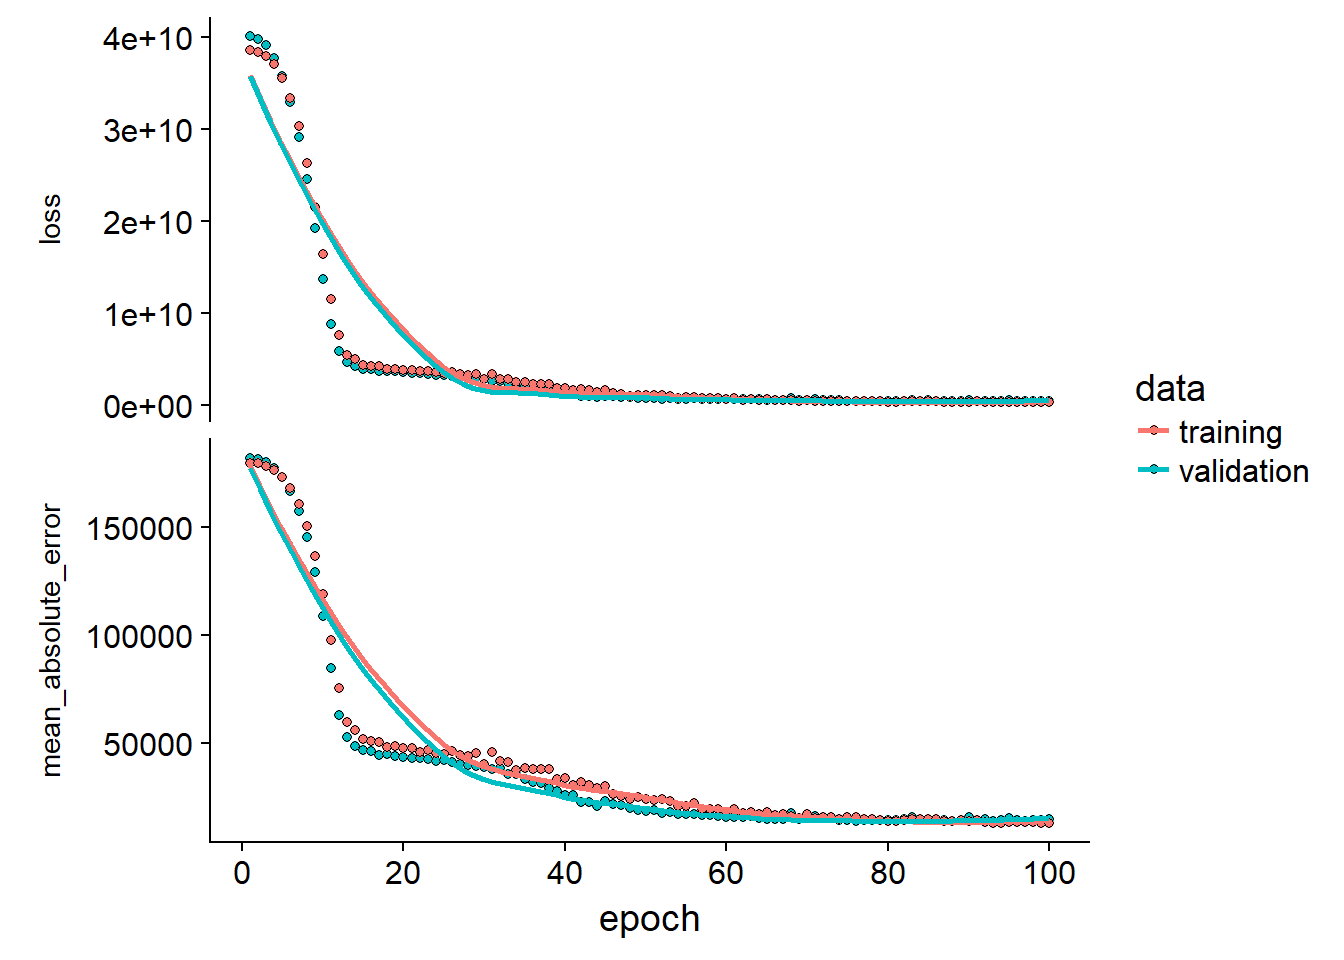 4e+10
3e+10
2e+10
1e+10
0e+00
loss
150000
100000
50000
mean_absolute_error
0 20 40 60 80 100
epoch
data
training
validation